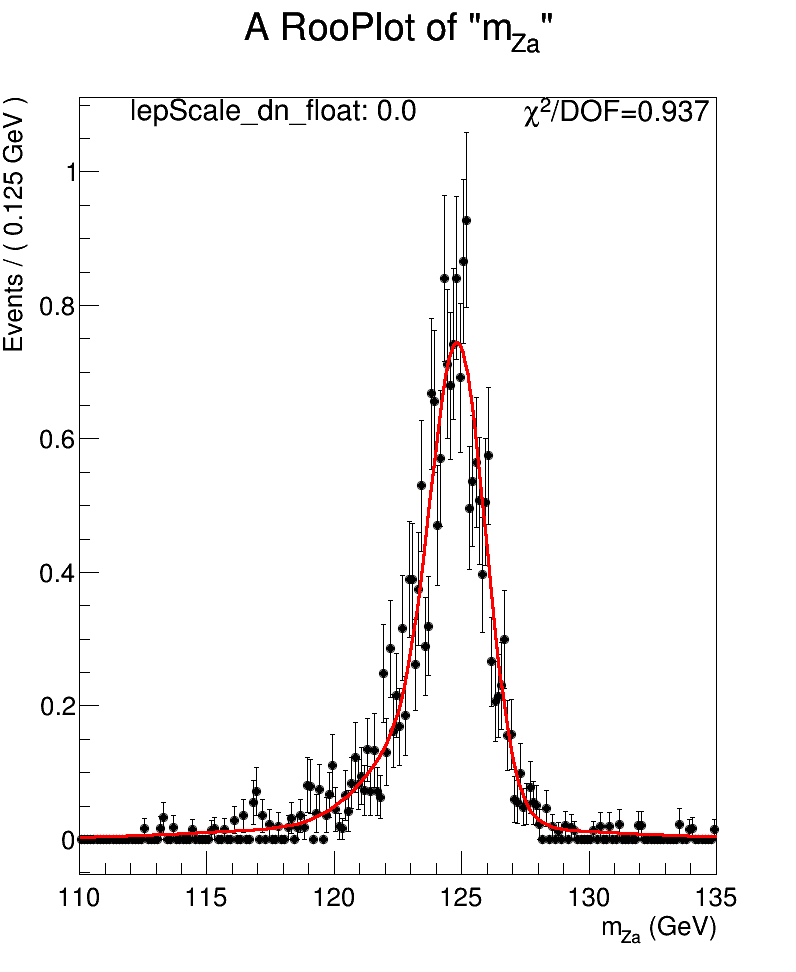 A RooPlot of "m_Za"
lepScale_dn_float: 0.0
χ²/DOF=0.937
Events / ( 0.125 GeV )
1
0.8
0.6
0.4
0.2
0
110 115 120 125 130 135
m_Za (GeV)